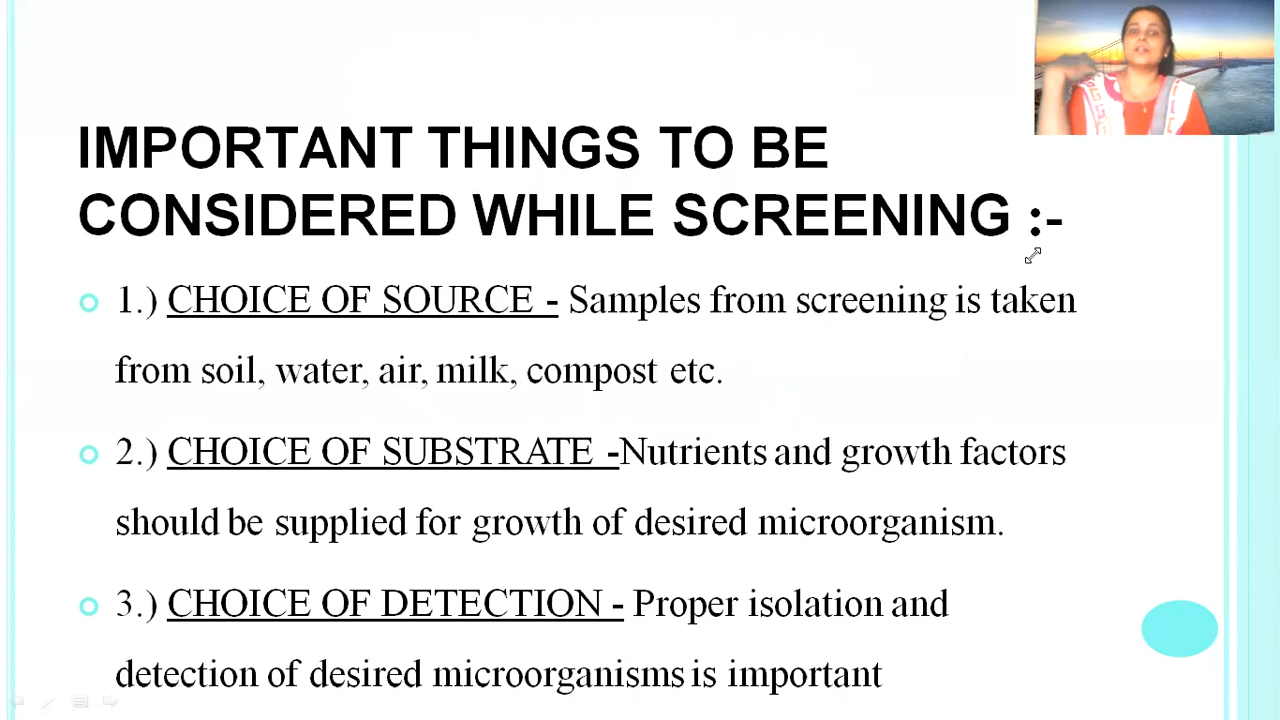 IMPORTANT THINGS TO BE
CONSIDERED WHILE SCREENING :-
1.) CHOICE OF SOURCE - Samples from screening is taken
from soil, water, air, milk, compost etc.
2.) CHOICE OF SUBSTRATE -Nutrients and growth factors
should be supplied for growth of desired microorganism.
3.) CHOICE OF DETECTION - Proper isolation and
detection of desired microorganisms is important